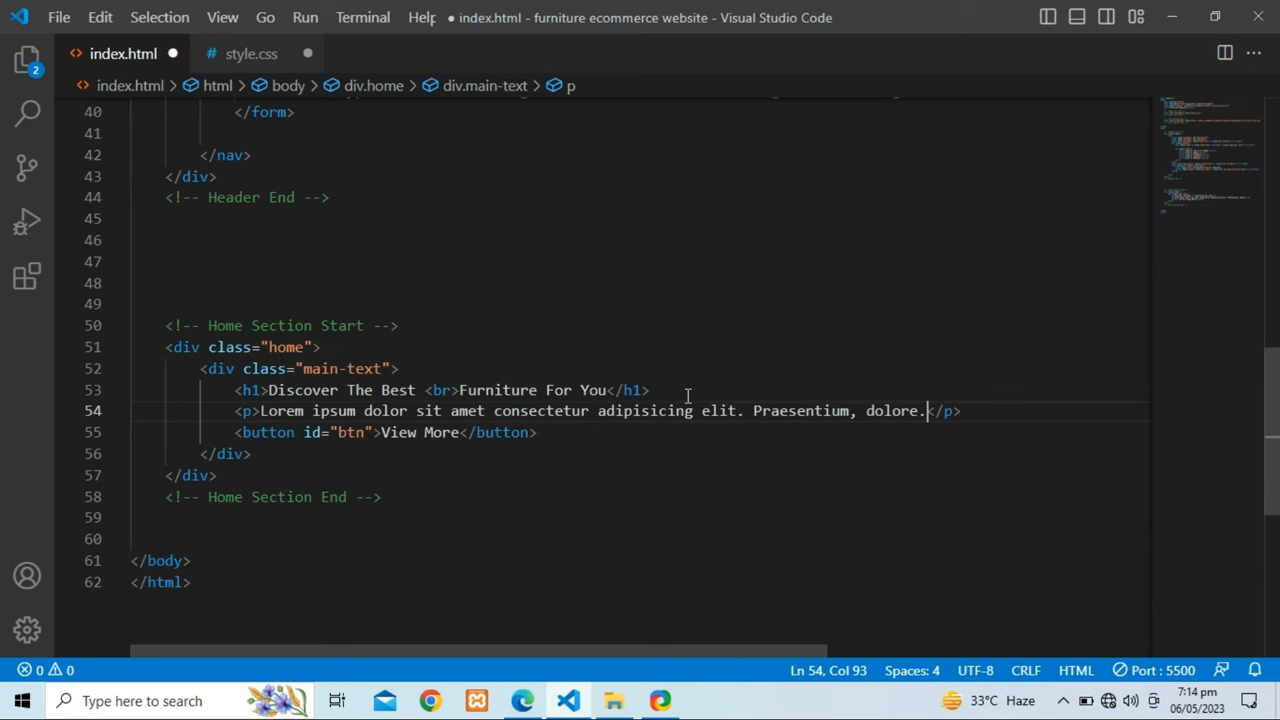 File Edit Selection View Go Run Terminal Help ● index.html - furniture ecommerce website - Visual Studio Code
<> index.html ● # style.css ●
<> index.html > html > body > div.home > div.main-text > p
40 </form>
41
42 </nav>
43 </div>
44 <!-- Header End -->
45
46
47
48
49
50 <!-- Home Section Start -->
51 <div class="home">
52 <div class="main-text">
53 <h1>Discover The Best <br>Furniture For You</h1>
54 <p>Lorem ipsum dolor sit amet consectetur adipisicing elit. Praesentium, dolore.</p>
55 <button id="btn">View More</button>
56 </div>
57 </div>
58 <!-- Home Section End -->
59
60
61 </body>
62 </html>
2
0 0 Ln 54, Col 93 Spaces: 4 UTF-8 CRLF HTML Port : 5500
Type here to search 33°C Haze 7:14 pm
06/05/2023